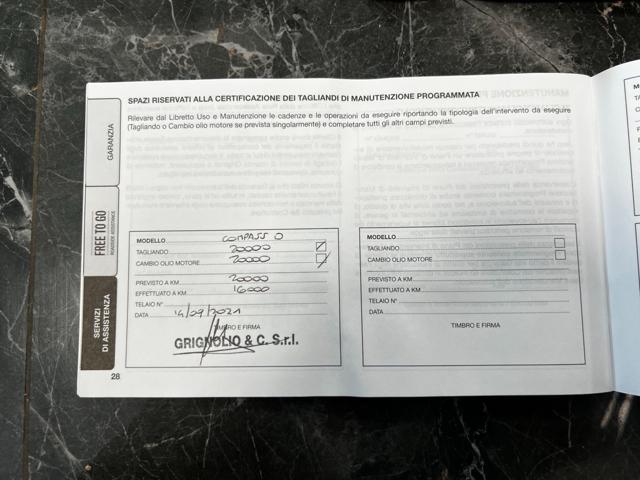 SPAZI RISERVATI ALLA CERTIFICAZIONE DEI TAGLIANDI DI MANUTENZIONE PROGRAMMATA
Rilevare dal Libretto Uso e Manutenzione le cadenze e le operazioni da eseguire riportando la tipologia dell'intervento da eseguire
(Tagliando o Cambio olio motore se prevista singolarmente) e completare tutti gli altri campi previsti.
GARANZIA
FREE TO GO
SERVIZI
DI ASSISTENZA
MODELLO COMPASS
TAGLIANDO 20000
CAMBIO OLIO MOTORE 20000
PREVISTO A KM 20000
EFFETTUATO A KM 16000
TELAIO N°
DATA 14/09/2021
TIMBRO E FIRMA
GRIGNOLIO & C. S.r.l.
MODELLO
TAGLIANDO
CAMBIO OLIO MOTORE
PREVISTO A KM
EFFETTUATO A KM
TELAIO N°
DATA
TIMBRO E FIRMA
28